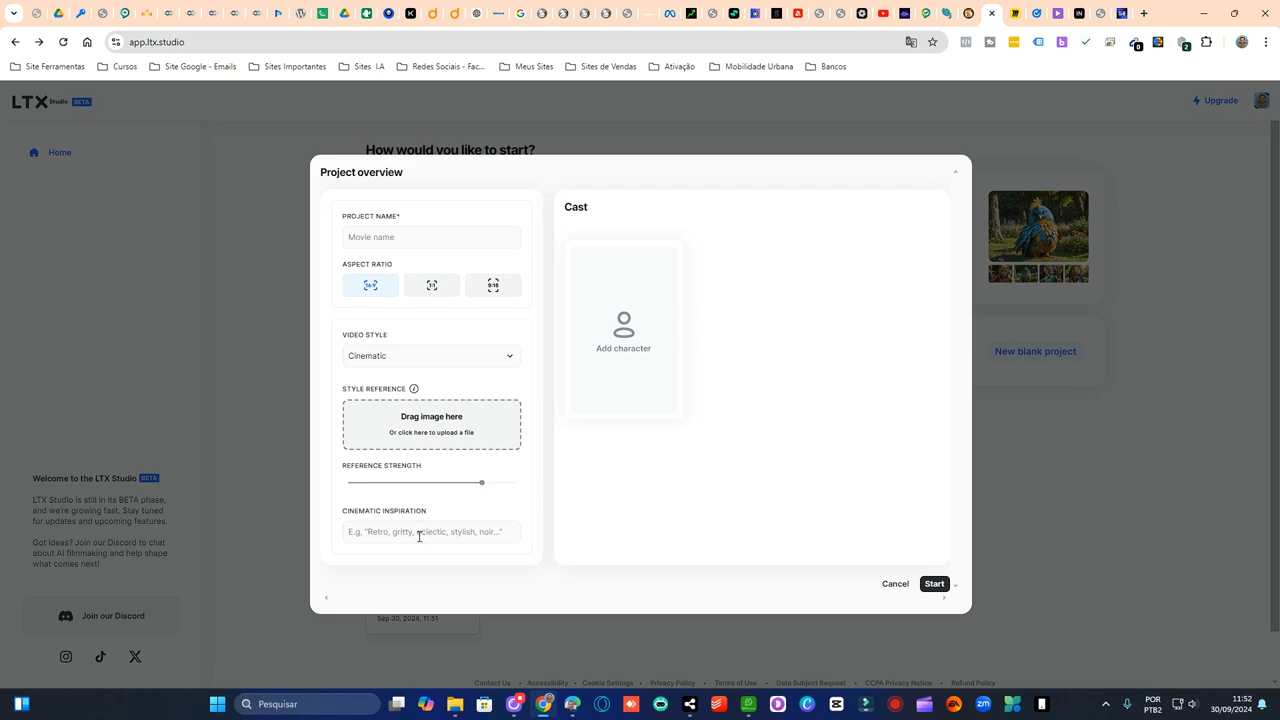 app.ltx.studio
Site Ferramentas
Cursos
Site Google - Emails
Sites Importantes
Sites I.A
Redes Sociais - Fac...
Meus Sites
Sites de Vendas
Ativação
Mobilidade Urbana
Bancos
LTX Studio BETA
Upgrade
Home
How would you like to start?
Project overview
PROJECT NAME*
Movie name
ASPECT RATIO
16:9
1:1
9:16
VIDEO STYLE
Cinematic
STYLE REFERENCE
Drag image here
Or click here to upload a file
REFERENCE STRENGTH
CINEMATIC INSPIRATION
E.g, "Retro, gritty, eclectic, stylish, noir..."
Cast
Add character
Cancel
Start
New blank project
Welcome to the LTX Studio BETA
LTX Studio is still in its BETA phase,
and we're growing fast. Stay tuned
for updates and upcoming features.
Got ideas? Join our Discord to chat
about AI filmmaking and help shape
what comes next!
Join our Discord
Sep 30, 2024, 11:51
Contact Us • Accessibility • Cookie Settings • Privacy Policy • Terms of Use • Data Subject Request • CCPA Privacy Notice • Refund Policy
Pesquisar
POR
PTB2
11:52
30/09/2024